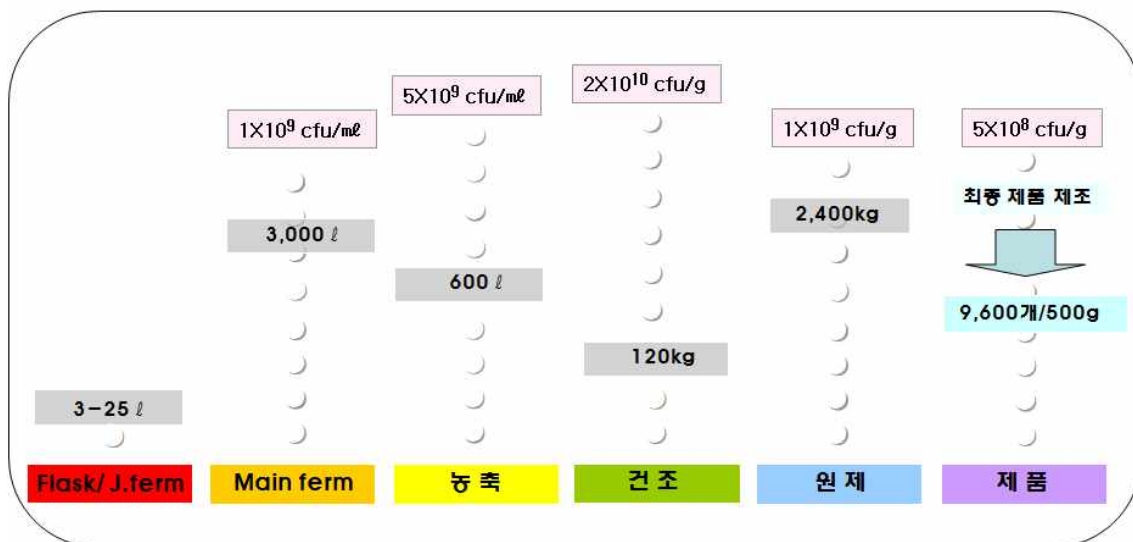 5X10⁹ cfu/㎖
2X10¹⁰ cfu/g
1X10⁹ cfu/㎖
1X10⁹ cfu/g
5X10⁸ cfu/g
최종 제품 제조
3,000 ℓ
2,400kg
600 ℓ
9,600개/500g
120kg
3-25 ℓ
Flask/ J.ferm
Main ferm
농 축
건 조
원 제
제 품